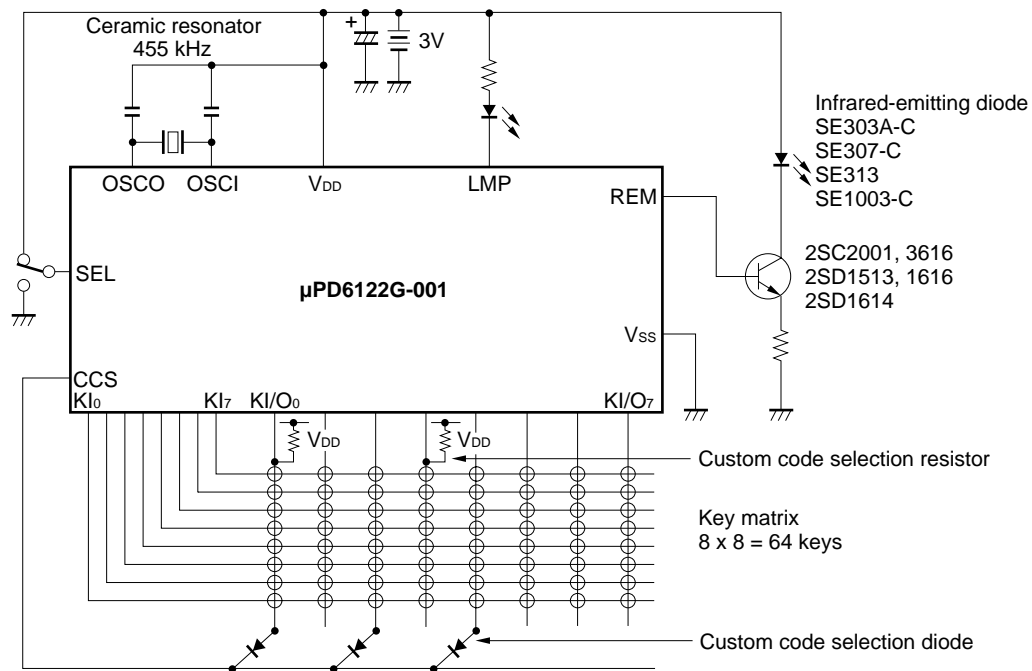 Ceramic resonator
455 kHz
+
3V
Infrared-emitting diode
SE303A-C
SE307-C
SE313
SE1003-C
OSCO
OSCI
VDD
LMP
REM
SEL
µPD6122G-001
2SC2001, 3616
2SD1513, 1616
2SD1614
VSS
CCS
KI0
KI7
KI/O0
KI/O7
VDD
VDD
Custom code selection resistor
Key matrix
8 x 8 = 64 keys
Custom code selection diode